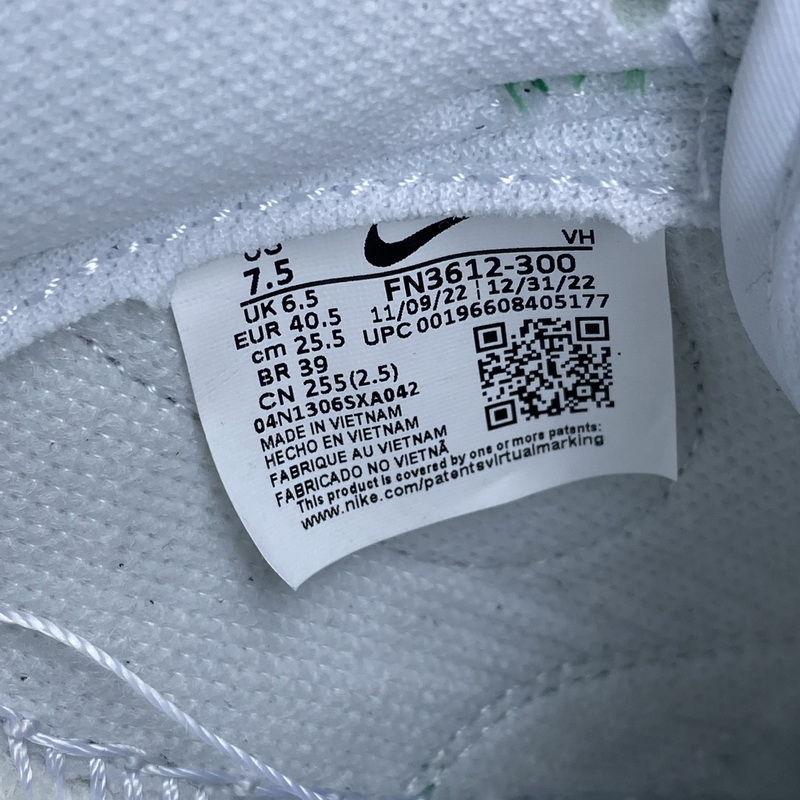 7.5
VH
FN3612-300
UK 6.5
11/09/22 | 12/31/22
EUR 40.5
UPC 00196608405177
cm 25.5
BR 39
CN 255(2.5)
04N1306SXA042
MADE IN VIETNAM
HECHO EN VIETNAM
FABRIQUE AU VIETNAM
FABRICADO NO VIETNÃ
This product is covered by one or more patents:
www.nike.com/patentsvirtualmarking